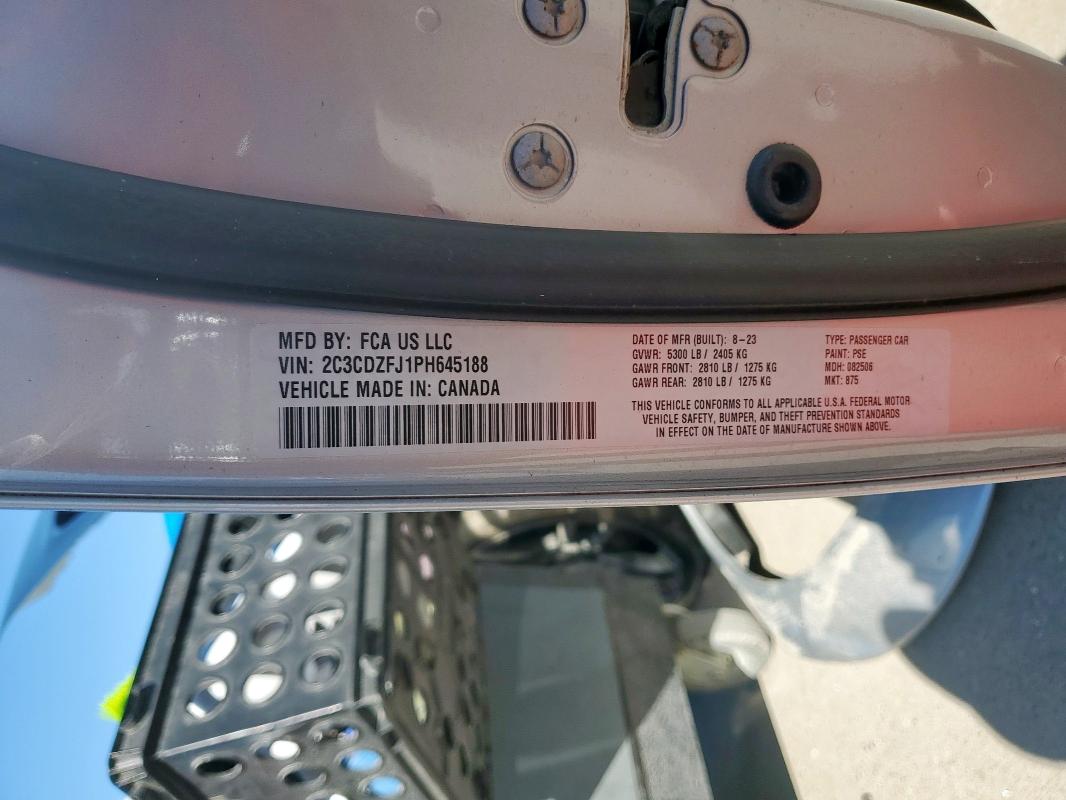 MFD BY: FCA US LLC
VIN: 2C3CDZFJ1PH645188
VEHICLE MADE IN: CANADA
DATE OF MFR (BUILT): 8-23
GVWR: 5300 LB / 2405 KG
GAWR FRONT: 2810 LB / 1275 KG
GAWR REAR: 2810 LB / 1275 KG
TYPE: PASSENGER CAR
PAINT: PSE
MDH: 082506
MKT: 875
THIS VEHICLE CONFORMS TO ALL APPLICABLE U.S.A. FEDERAL MOTOR
VEHICLE SAFETY, BUMPER, AND THEFT PREVENTION STANDARDS
IN EFFECT ON THE DATE OF MANUFACTURE SHOWN ABOVE.